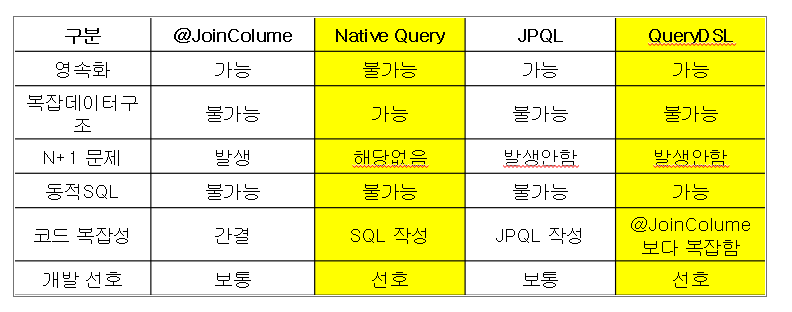 구분 @JoinColume Native Query JPQL QueryDSL
영속화 가능 불가능 가능 가능
복잡데이터구
조 불가능 가능 불가능 불가능
N+1 문제 발생 해당없음 발생안함 발생안함
동적SQL 불가능 불가능 불가능 가능
코드 복잡성 간결 SQL 작성 JPQL 작성 @JoinColume
보다 복잡함
개발 선호 보통 선호 보통 선호